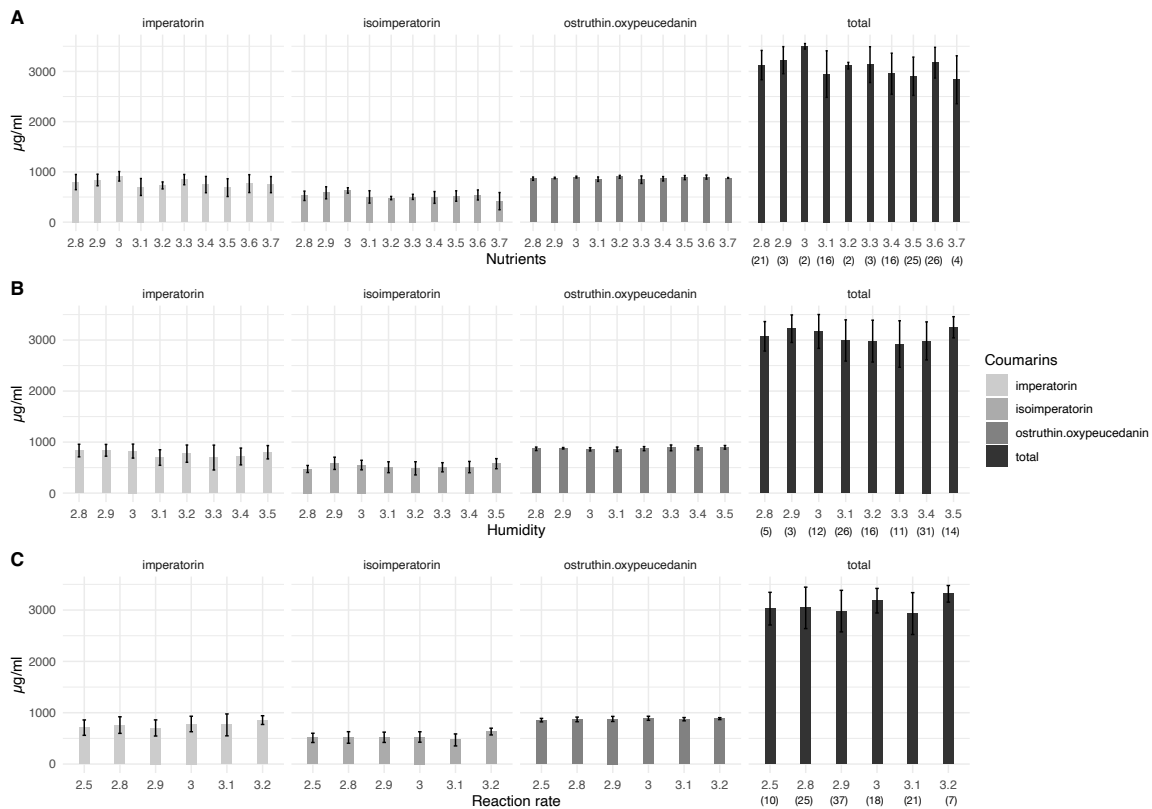 A
imperatorin isoimperatorin ostruthin.oxypeucedanin total
3000
2000
1000
0
µg/ml
2.8 2.9 3 3.1 3.2 3.3 3.4 3.5 3.6 3.7 2.8 2.9 3 3.1 3.2 3.3 3.4 3.5 3.6 3.7 2.8 2.9 3 3.1 3.2 3.3 3.4 3.5 3.6 3.7 2.8 2.9 3 3.1 3.2 3.3 3.4 3.5 3.6 3.7
(21) (3) (2) (16) (2) (3) (16) (25) (26) (4)
Nutrients
B
imperatorin isoimperatorin ostruthin.oxypeucedanin total
3000
2000
1000
0
µg/ml
2.8 2.9 3 3.1 3.2 3.3 3.4 3.5 2.8 2.9 3 3.1 3.2 3.3 3.4 3.5 2.8 2.9 3 3.1 3.2 3.3 3.4 3.5 2.8 2.9 3 3.1 3.2 3.3 3.4 3.5
(5) (3) (12) (26) (16) (11) (31) (14)
Humidity
Coumarins
imperatorin
isoimperatorin
ostruthin.oxypeucedanin
total
C
imperatorin isoimperatorin ostruthin.oxypeucedanin total
3000
2000
1000
0
µg/ml
2.5 2.8 2.9 3 3.1 3.2 2.5 2.8 2.9 3 3.1 3.2 2.5 2.8 2.9 3 3.1 3.2 2.5 2.8 2.9 3 3.1 3.2
(10) (25) (37) (18) (21) (7)
Reaction rate